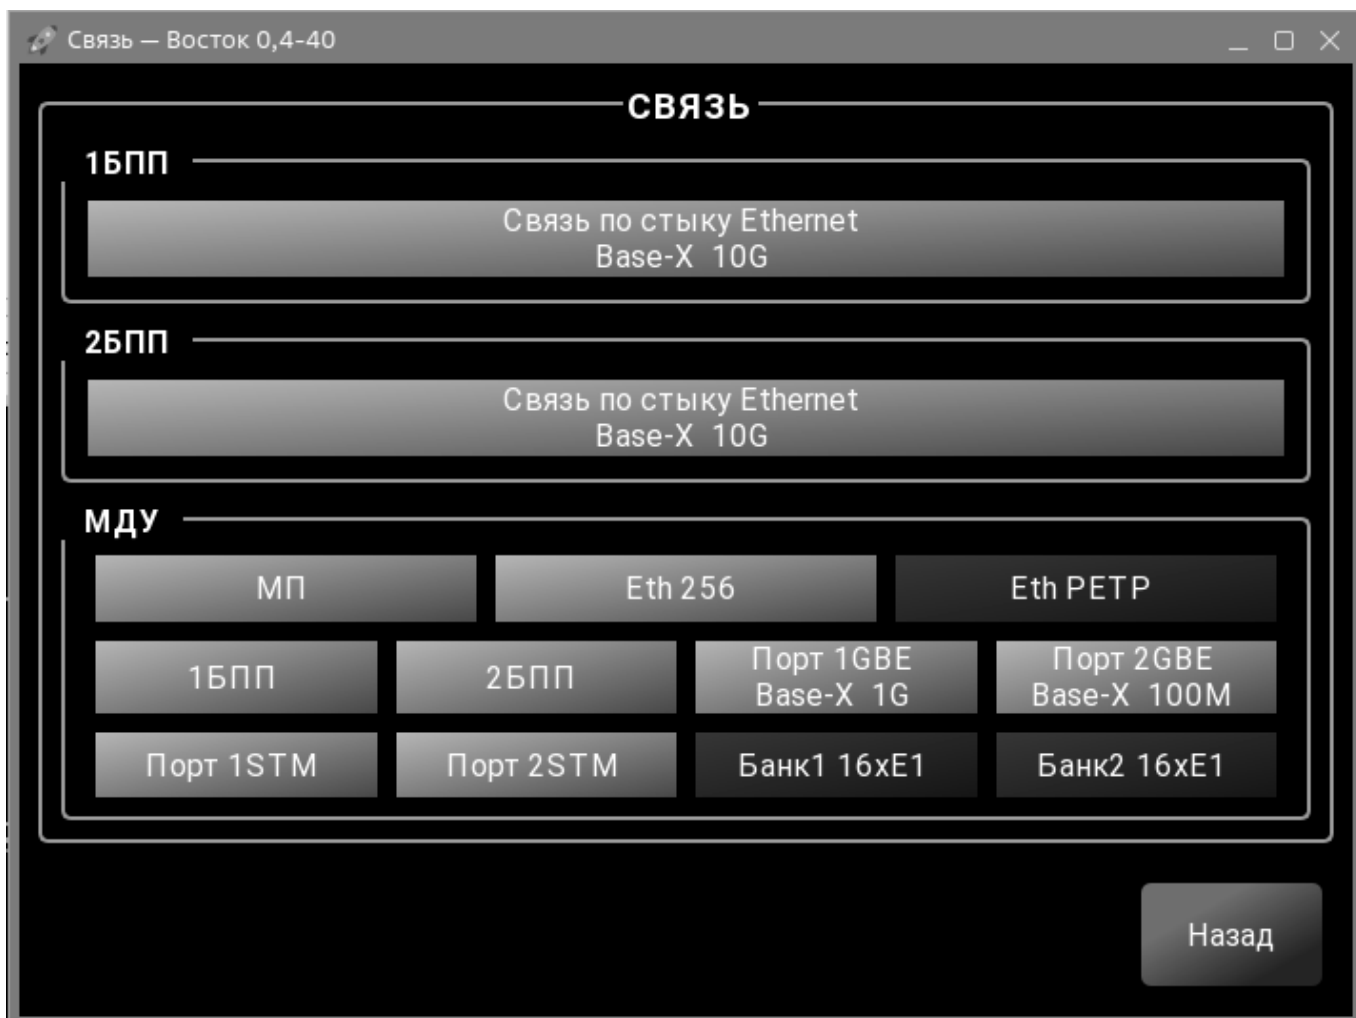 Связь — Восток 0,4-40
СВЯЗЬ
1БПП
Связь по стыку Ethernet
Base-X 10G
2БПП
Связь по стыку Ethernet
Base-X 10G
МДУ
МП
Eth 256
Eth РЕТР
1БПП
2БПП
Порт 1GBE
Base-X 1G
Порт 2GBE
Base-X 100M
Порт 1STM
Порт 2STM
Банк1 16xE1
Банк2 16xE1
Назад